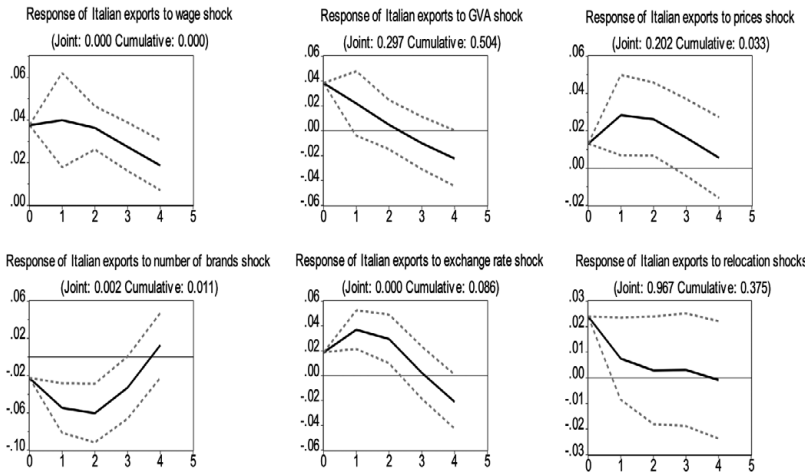 Response of Italian exports to wage shock
(Joint: 0.000 Cumulative: 0.000)
.06
.04
.02
.00
0 1 2 3 4 5
Response of Italian exports to GVA shock
(Joint: 0.297 Cumulative: 0.504)
.06
.04
.02
.00
-.02
-.04
-.06
0 1 2 3 4 5
Response of Italian exports to prices shock
(Joint: 0.202 Cumulative: 0.033)
.06
.04
.02
.00
-.02
0 1 2 3 4 5
Response of Italian exports to number of brands shock
(Joint: 0.002 Cumulative: 0.011)
.06
.02
-.02
-.06
-.10
0 1 2 3 4 5
Response of Italian exports to exchange rate shock
(Joint: 0.000 Cumulative: 0.086)
.06
.04
.02
.00
-.02
-.04
-.06
0 1 2 3 4 5
Response of Italian exports to relocation shocks
(Joint: 0.967 Cumulative: 0.375)
.03
.02
.01
.00
-.01
-.02
-.03
0 1 2 3 4 5